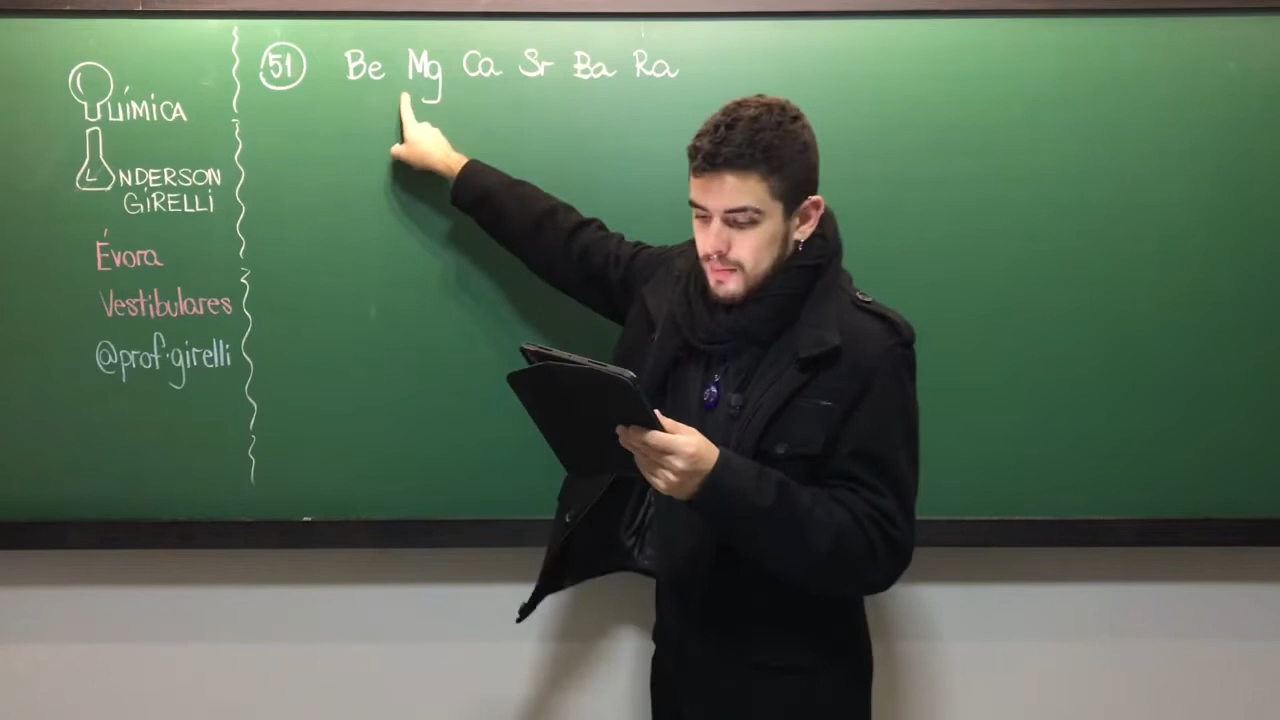 QUÍMICA
ANDERSON
GIRELLI
Évora
Vestibulares
@prof.girelli
51 Be Mg Ca Sr Ba Ra